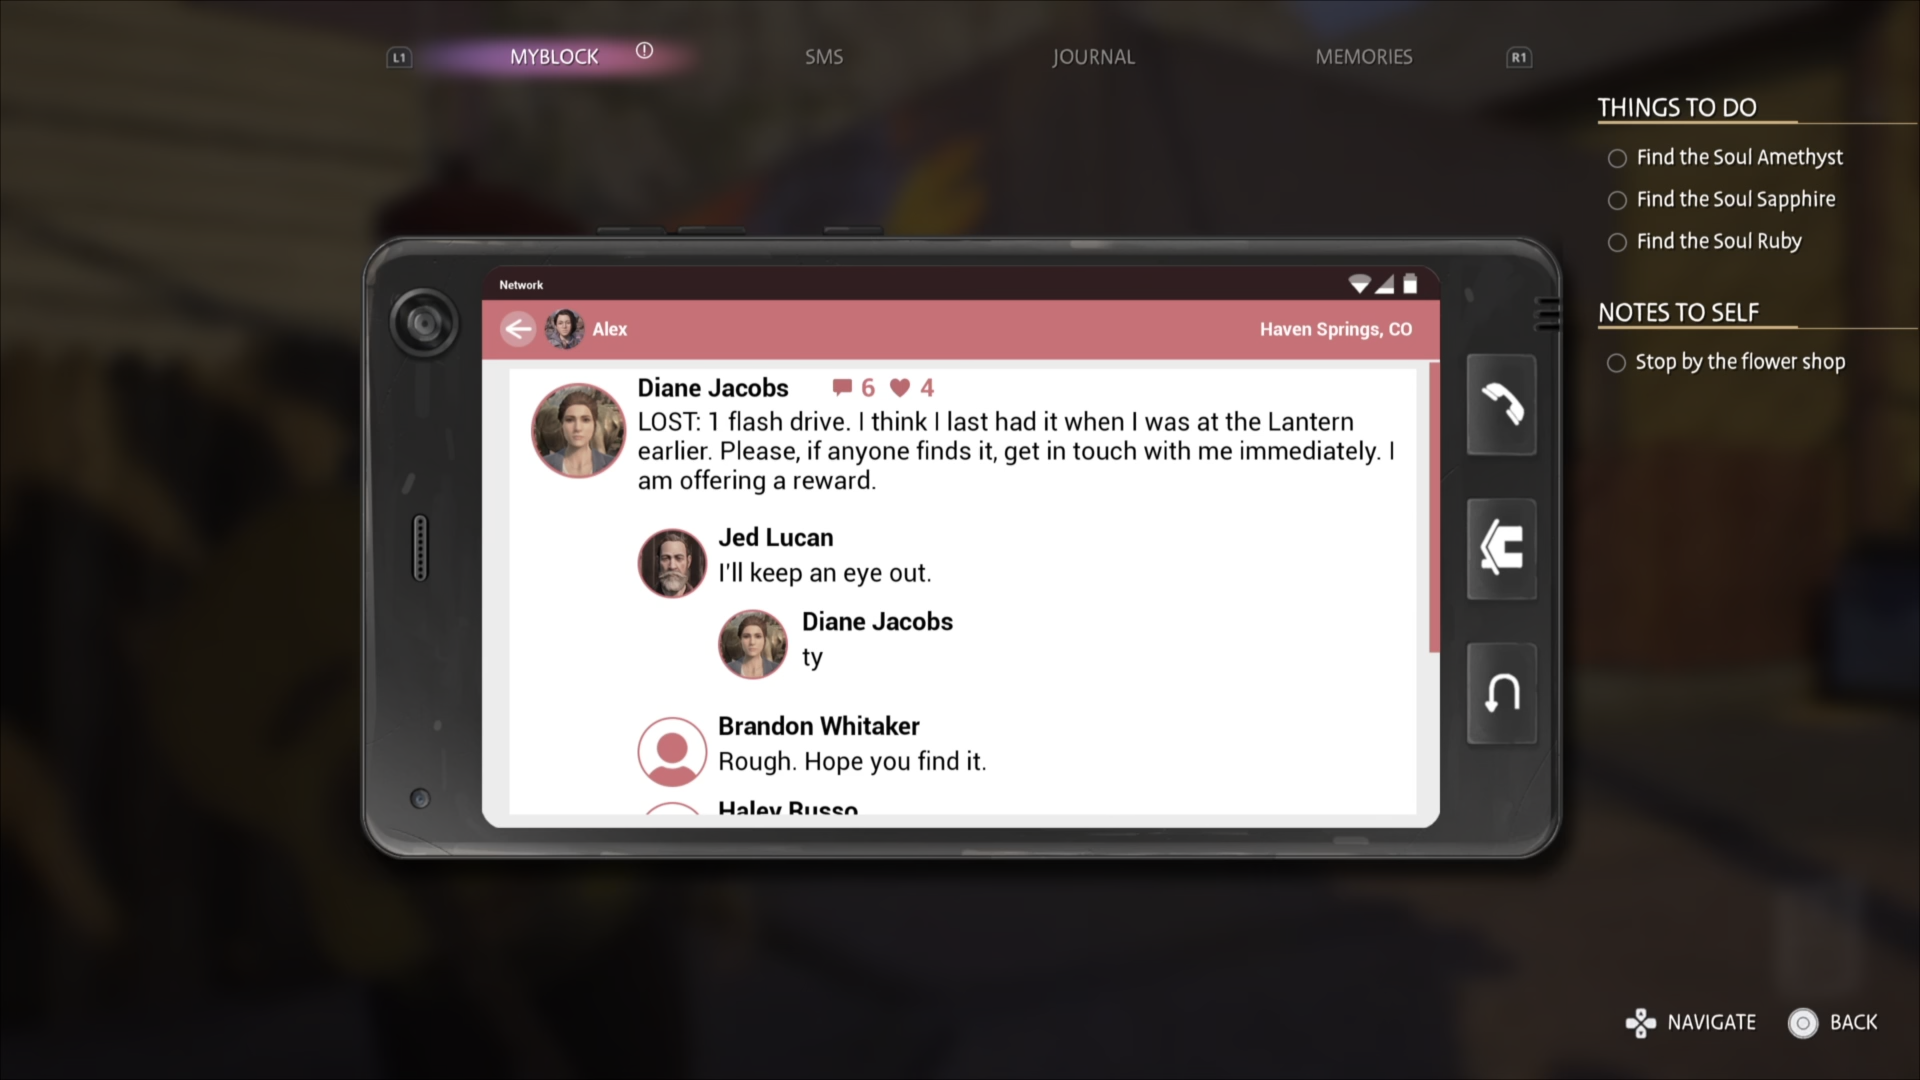 L1
MYBLOCK
SMS
JOURNAL
MEMORIES
R1
THINGS TO DO
Find the Soul Amethyst
Find the Soul Sapphire
Find the Soul Ruby
NOTES TO SELF
Stop by the flower shop
Network
Alex
Haven Springs, CO
Diane Jacobs 6 4
LOST: 1 flash drive. I think I last had it when I was at the Lantern
earlier. Please, if anyone finds it, get in touch with me immediately. I
am offering a reward.
Jed Lucan
I'll keep an eye out.
Diane Jacobs
ty
Brandon Whitaker
Rough. Hope you find it.
Haley Russo
NAVIGATE
BACK